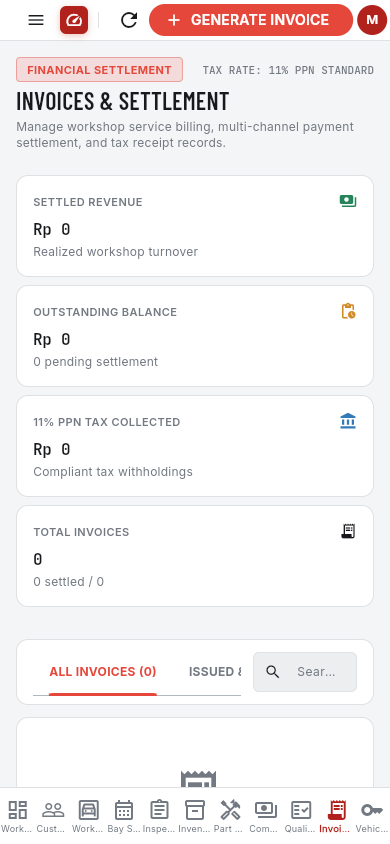 GENERATE INVOICE
M
FINANCIAL SETTLEMENT
TAX RATE: 11% PPN STANDARD
INVOICES & SETTLEMENT
Manage workshop service billing, multi-channel payment
settlement, and tax receipt records.
SETTLED REVENUE
Rp 0
Realized workshop turnover
OUTSTANDING BALANCE
Rp 0
0 pending settlement
11% PPN TAX COLLECTED
Rp 0
Compliant tax withholdings
TOTAL INVOICES
0
0 settled / 0
ALL INVOICES (0)
ISSUED &
Sear...
Work... Cust... Work... Bay S... Inspe... Inven... Part ... Com... Quali... Invoi... Vehic...